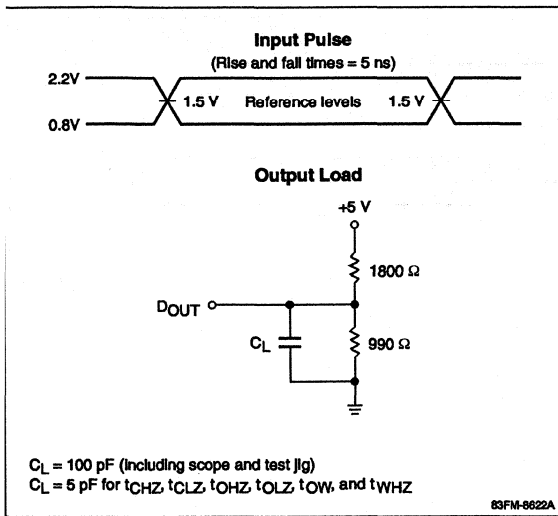 Input Pulse
(Rise and fall times = 5 ns)
2.2V
1.5 V Reference levels 1.5 V
0.8V
Output Load
+5 V
1800 Ω
DOUT
CL
990 Ω
CL = 100 pF (including scope and test jig)
CL = 5 pF for tCHZ, tCLZ, tOHZ, tOLZ, tOW, and tWHZ
83FM-8622A